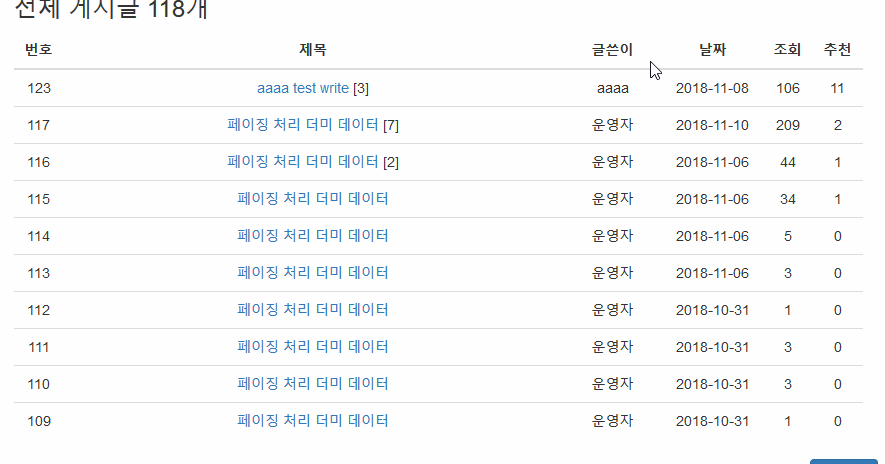 전체 게시글 118개
번호 제목 글쓴이 날짜 조회 추천
123 aaaa test write [3] aaaa 2018-11-08 106 11
117 페이징 처리 더미 데이터 [7] 운영자 2018-11-10 209 2
116 페이징 처리 더미 데이터 [2] 운영자 2018-11-06 44 1
115 페이징 처리 더미 데이터 운영자 2018-11-06 34 1
114 페이징 처리 더미 데이터 운영자 2018-11-06 5 0
113 페이징 처리 더미 데이터 운영자 2018-11-06 3 0
112 페이징 처리 더미 데이터 운영자 2018-10-31 1 0
111 페이징 처리 더미 데이터 운영자 2018-10-31 3 0
110 페이징 처리 더미 데이터 운영자 2018-10-31 3 0
109 페이징 처리 더미 데이터 운영자 2018-10-31 1 0